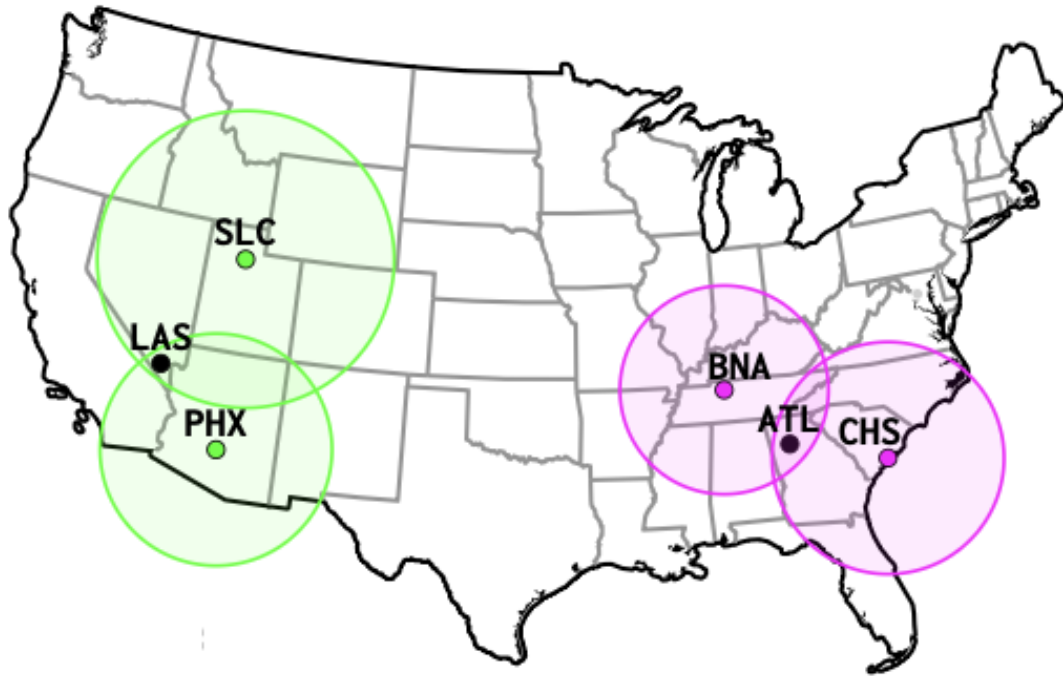 SLC
LAS
BNA
PHX
ATL
CHS